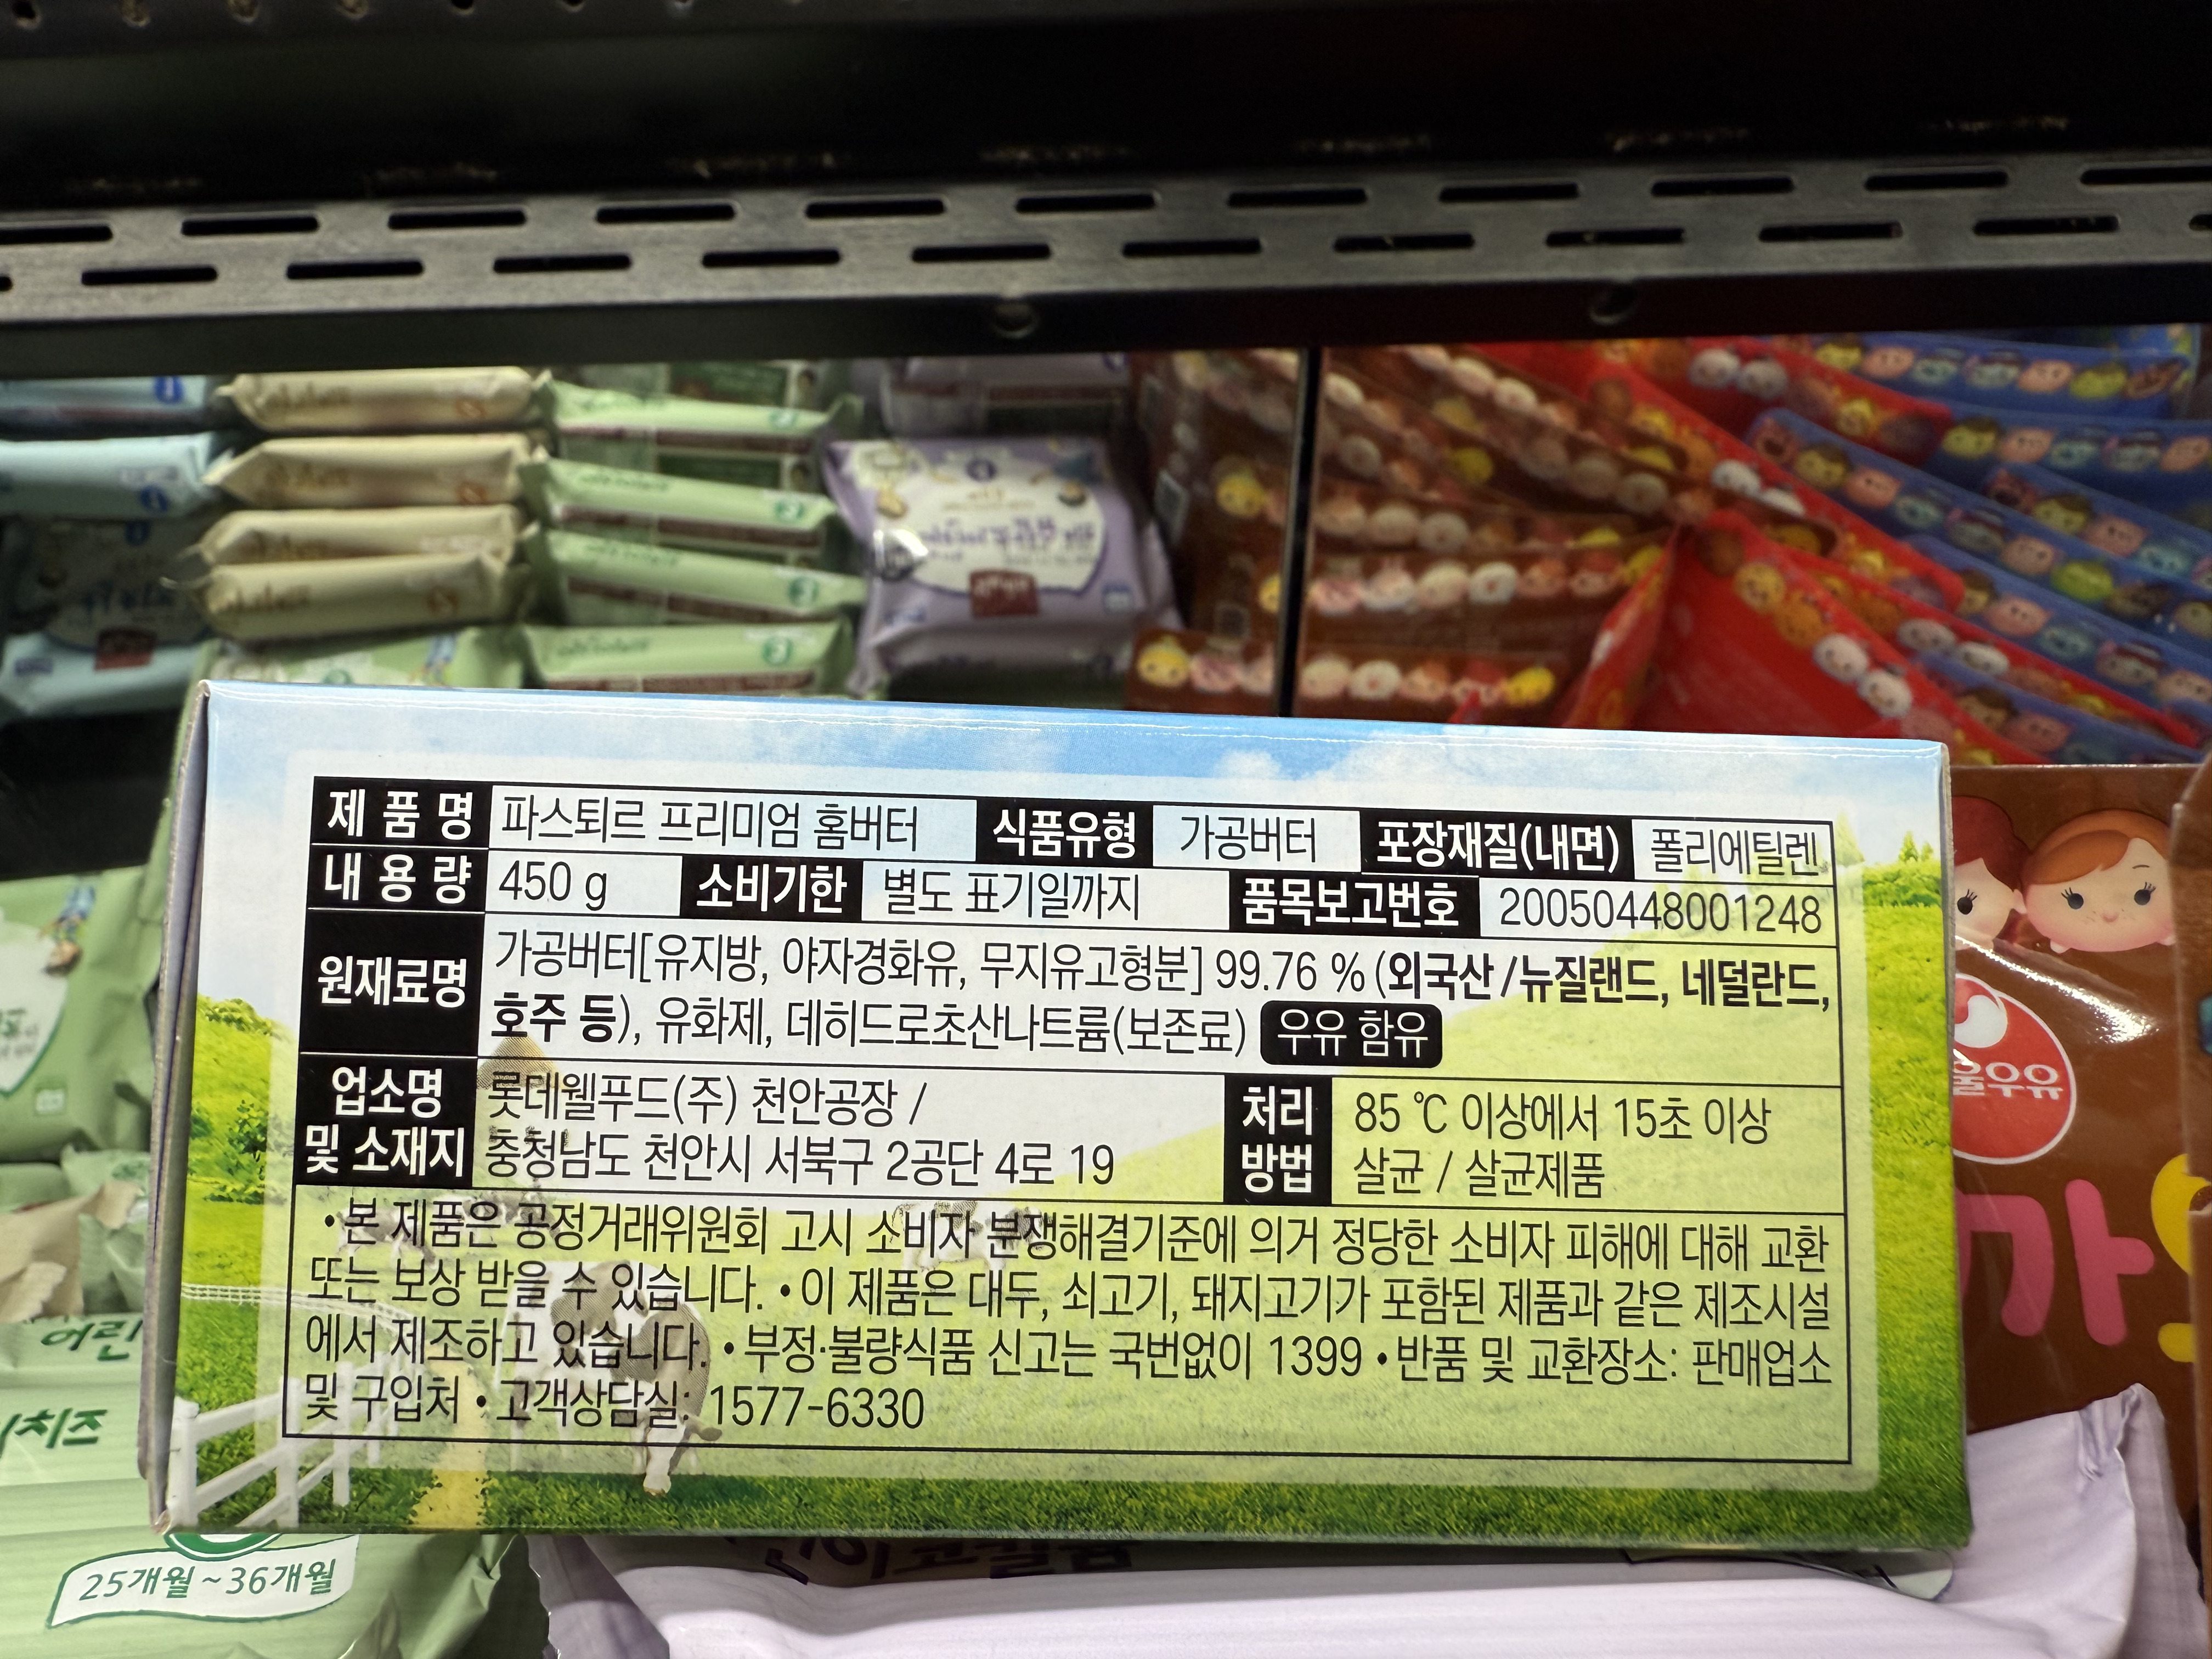 제 품 명 파스퇴르 프리미엄 홈버터 식품유형 가공버터 포장재질(내면) 폴리에틸렌
내 용 량 450 g 소비기한 별도 표기일까지 품목보고번호 20050448001248
원재료명 가공버터[유지방, 야자경화유, 무지유고형분] 99.76 % (외국산/뉴질랜드, 네덜란드,
호주 등), 유화제, 데히드로초산나트륨(보존료) 우유 함유
업소명
및 소재지
롯데웰푸드(주) 천안공장 /
충청남도 천안시 서북구 2공단 4로 19
처리
방법
85 ℃ 이상에서 15초 이상
살균 / 살균제품
•본 제품은 공정거래위원회 고시 소비자 분쟁해결기준에 의거 정당한 소비자 피해에 대해 교환
또는 보상 받을 수 있습니다. •이 제품은 대두, 쇠고기, 돼지고기가 포함된 제품과 같은 제조시설
에서 제조하고 있습니다. •부정·불량식품 신고는 국번없이 1399 •반품 및 교환장소: 판매업소
및 구입처 •고객상담실: 1577-6330
울우유
까
어린
치즈
25개월~36개월